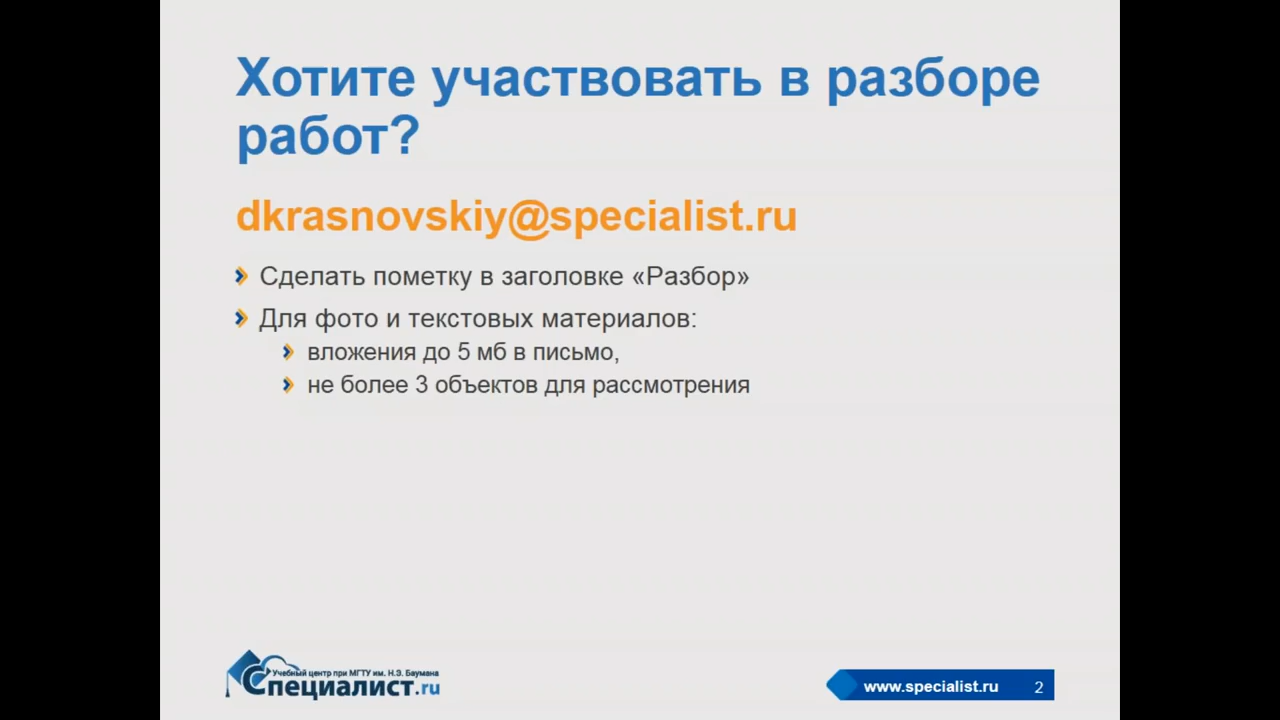 Хотите участвовать в разборе
работ?
dkrasnovskiy@specialist.ru
Сделать пометку в заголовке «Разбор»
Для фото и текстовых материалов:
вложения до 5 мб в письмо,
не более 3 объектов для рассмотрения
Учебный центр при МГТУ им. Н.Э. Баумана
Специалист.ru
www.specialist.ru 2